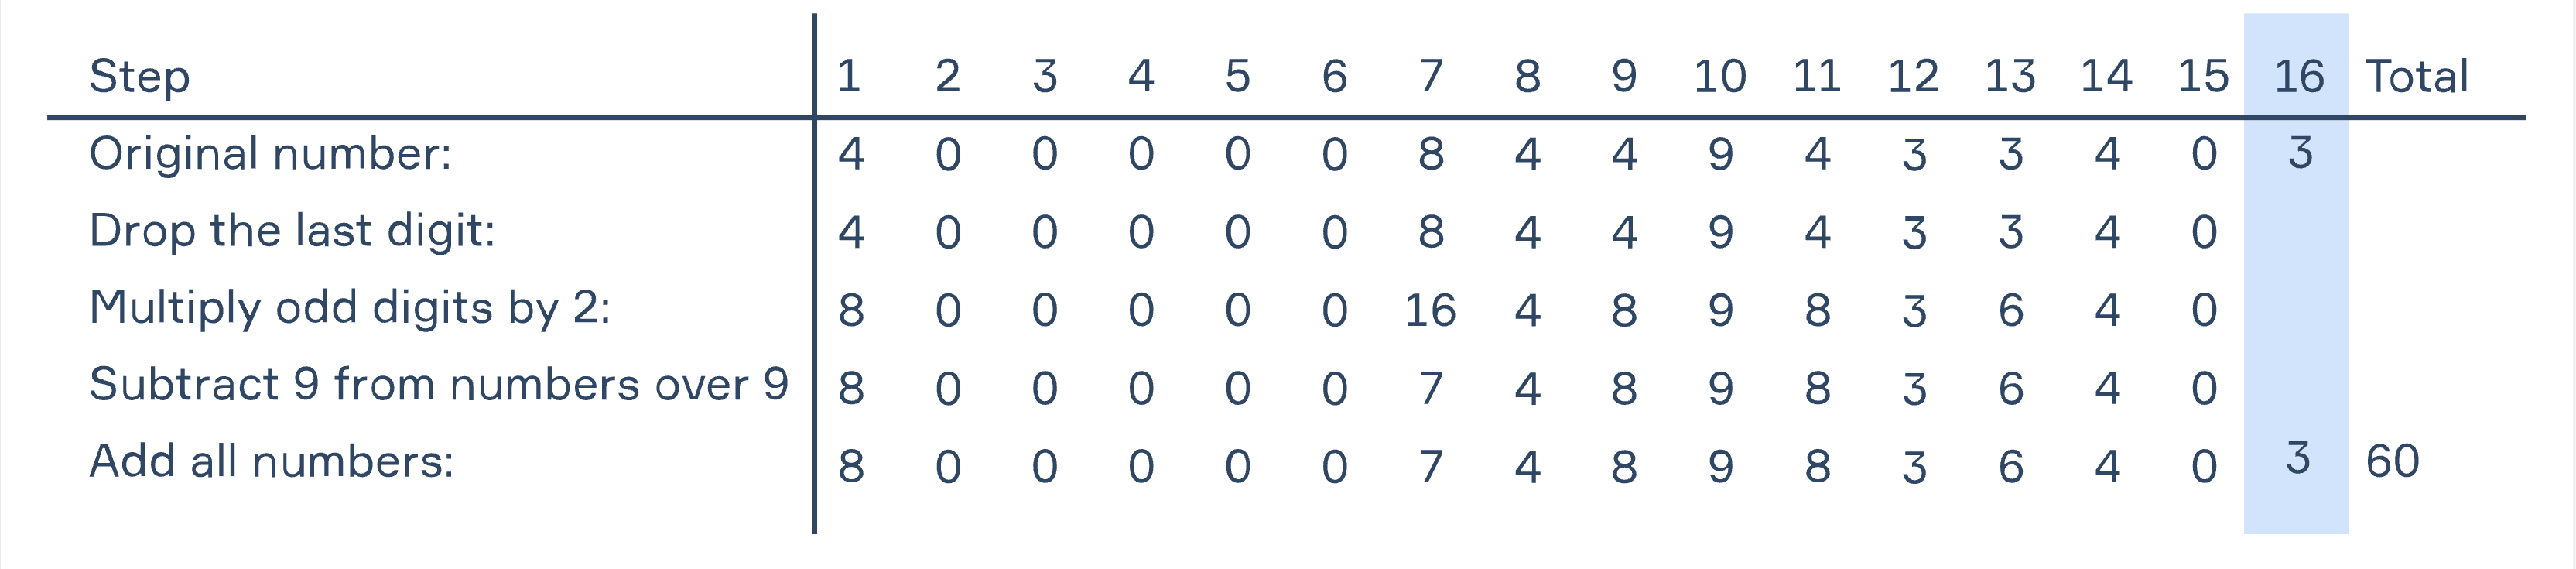 Step 1 2 3 4 5 6 7 8 9 10 11 12 13 14 15 16 Total
Original number: 4 0 0 0 0 0 8 4 4 9 4 3 3 4 0 3
Drop the last digit: 4 0 0 0 0 0 8 4 4 9 4 3 3 4 0
Multiply odd digits by 2: 8 0 0 0 0 0 16 4 8 9 8 3 6 4 0
Subtract 9 from numbers over 9 8 0 0 0 0 0 7 4 8 9 8 3 6 4 0
Add all numbers: 8 0 0 0 0 0 7 4 8 9 8 3 6 4 0 3 60